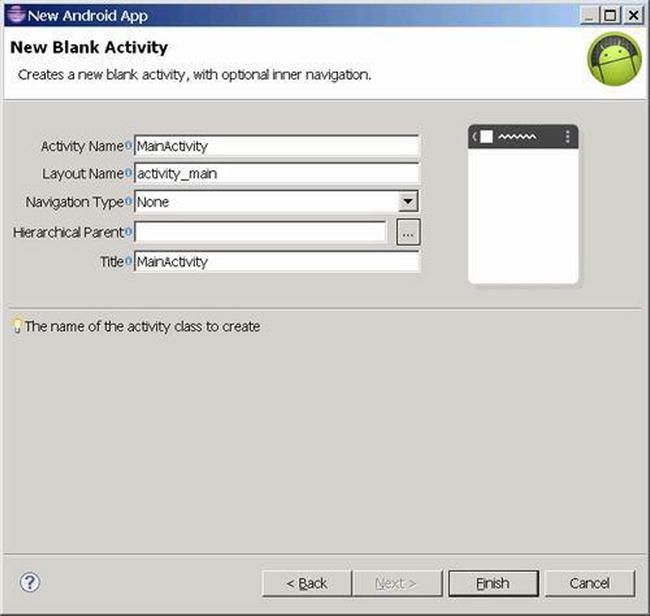 New Android App
New Blank Activity
Creates a new blank activity, with optional inner navigation.
Activity Name MainActivity
Layout Name activity_main
Navigation Type None
Hierarchical Parent ...
Title MainActivity
The name of the activity class to create
? < Back Next > Finish Cancel